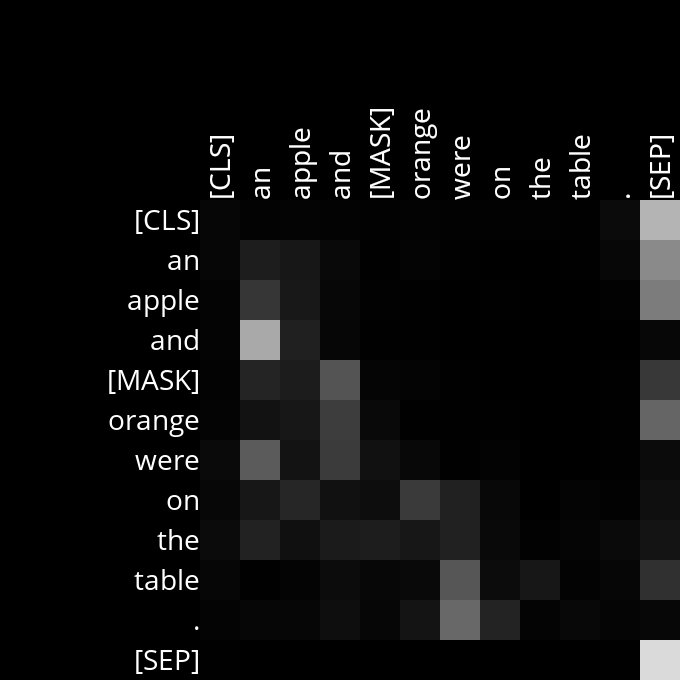 [CLS] an apple and [MASK] orange were on the table . [SEP]
[CLS]
an
apple
and
[MASK]
orange
were
on
the
table
.
[SEP]